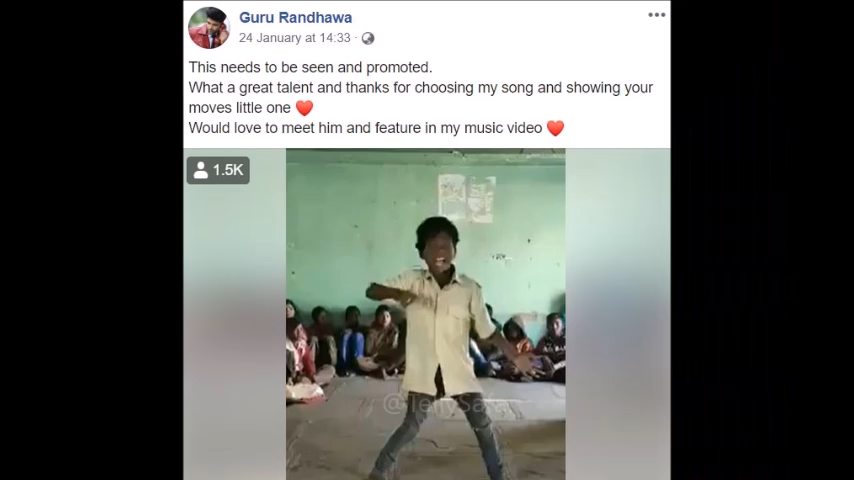 Guru Randhawa
24 January at 14:33 ·
This needs to be seen and promoted.
What a great talent and thanks for choosing my song and showing your
moves little one ❤️
Would love to meet him and feature in my music video ❤️
1.5K